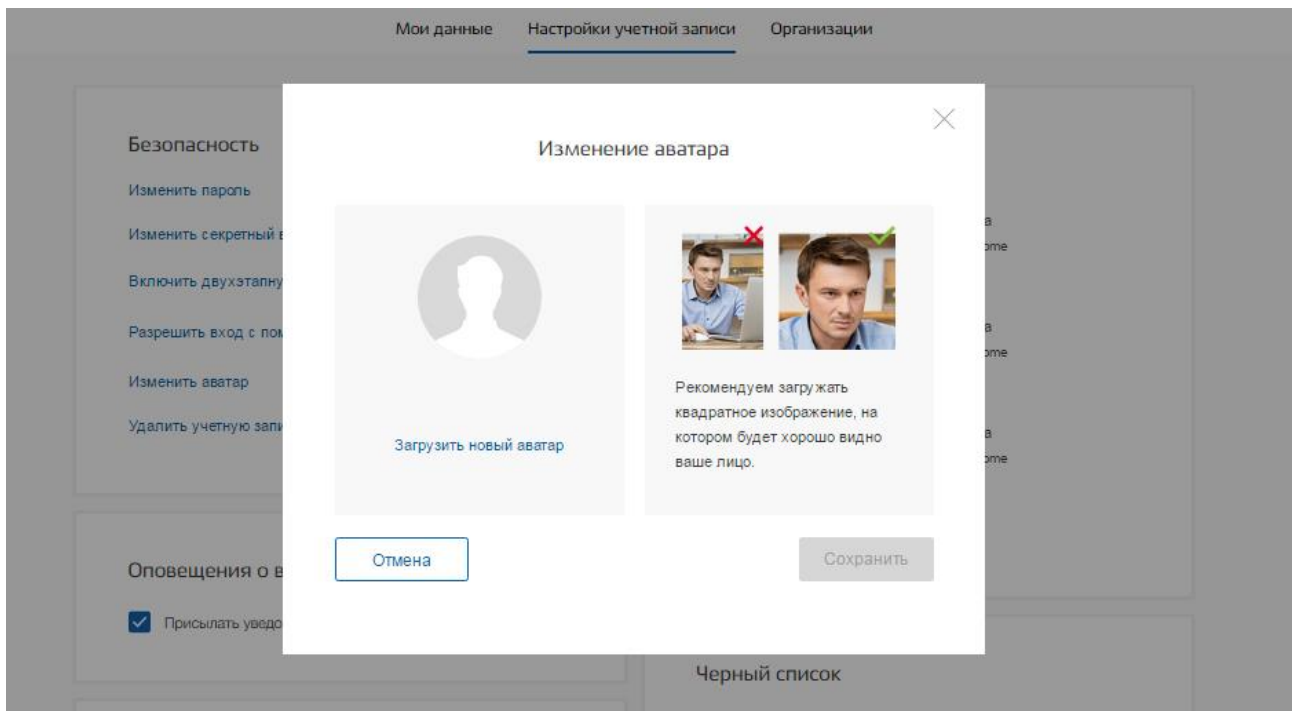 Мои данные Настройки учетной записи Организации
Изменение аватара
Безопасность
Изменить пароль
Изменить секретный в
Включить двухэтапну
Разрешить вход с пом
Изменить аватар
Удалить учетную запи
Загрузить новый аватар
Рекомендуем загружать
квадратное изображение, на
котором будет хорошо видно
ваше лицо.
Отмена
Сохранить
Оповещения о в
Присылать уведо
Черный список